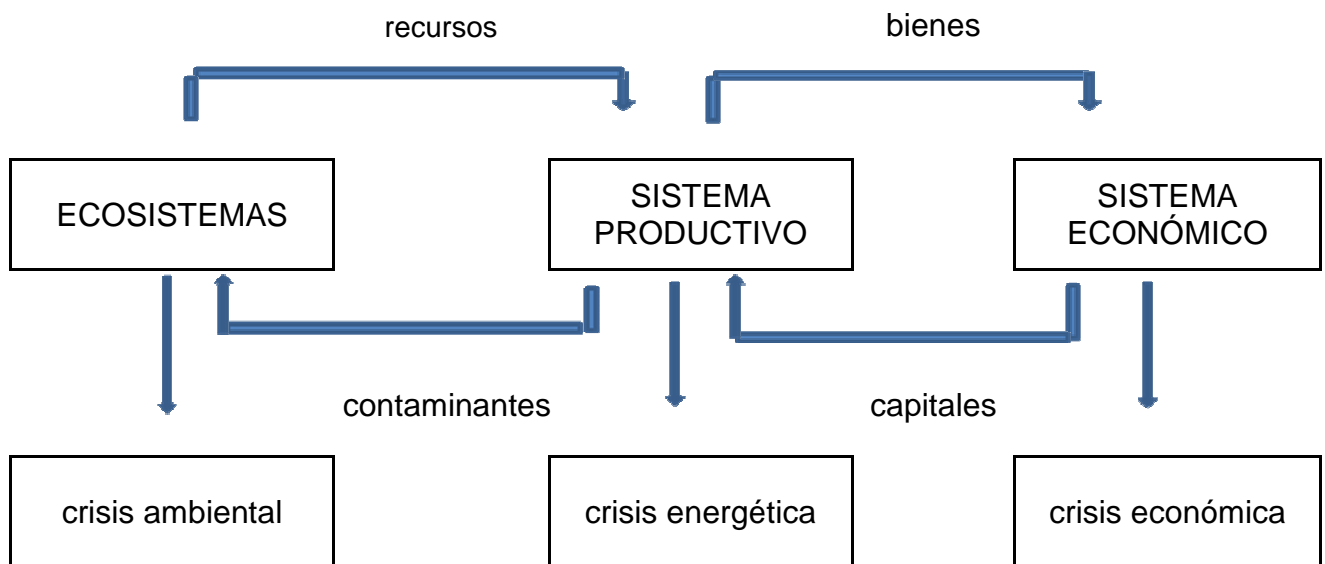 recursos
bienes
ECOSISTEMAS
SISTEMA
PRODUCTIVO
SISTEMA
ECONÓMICO
contaminantes
capitales
crisis ambiental
crisis energética
crisis económica